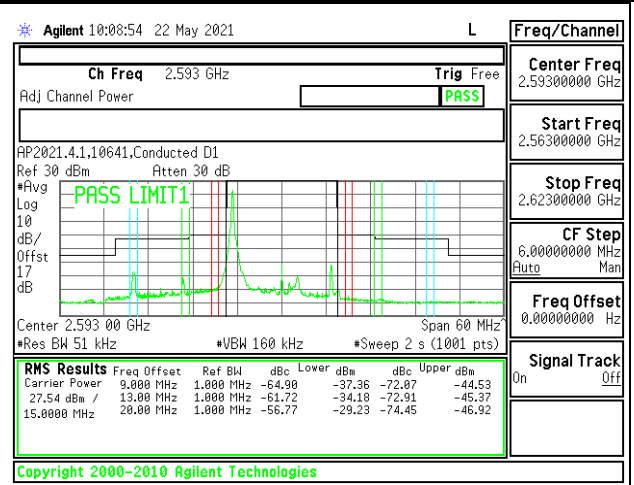 Agilent 10:08:54 22 May 2021 L Freq/Channel
Ch Freq 2.593 GHz Trig Free
Adj Channel Power PASS
Center Freq
2.59300000 GHz
Start Freq
2.56300000 GHz
Stop Freq
2.62300000 GHz
CF Step
6.00000000 MHz
Auto Man
Freq Offset
0.00000000 Hz
Signal Track
On Off
AP2021.4.1,10641,Conducted D1
Ref 30 dBm Atten 30 dB
#Avg
Log
10
dB/
Offst
17
dB
PASS LIMIT1
Center 2.593 00 GHz Span 60 MHz^
#Res BW 51 kHz #VBW 160 kHz #Sweep 2 s (1001 pts)
RMS Results Freq Offset Ref BW dBc Lower dBm dBc Upper dBm
Carrier Power 9.000 MHz 1.000 MHz -64.90 -37.36 -72.07 -44.53
27.54 dBm / 13.00 MHz 1.000 MHz -61.72 -34.18 -72.91 -45.37
15.0000 MHz 20.00 MHz 1.000 MHz -56.77 -29.23 -74.45 -46.92
Copyright 2000-2010 Agilent Technologies